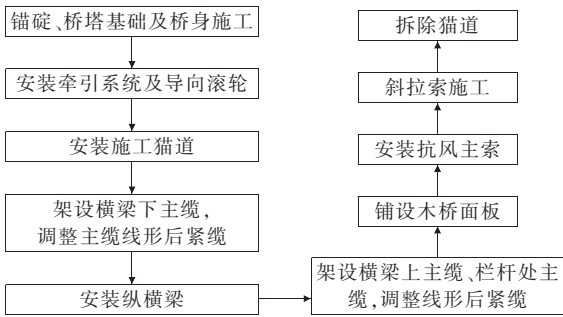 锚碇、桥塔基础及桥身施工
安装牵引系统及导向滚轮
安装施工猫道
架设横梁下主缆,
调整主缆线形后紧缆
安装纵横梁
架设横梁上主缆、栏杆处主
缆,调整线形后紧缆
铺设木桥面板
安装抗风主索
斜拉索施工
拆除猫道